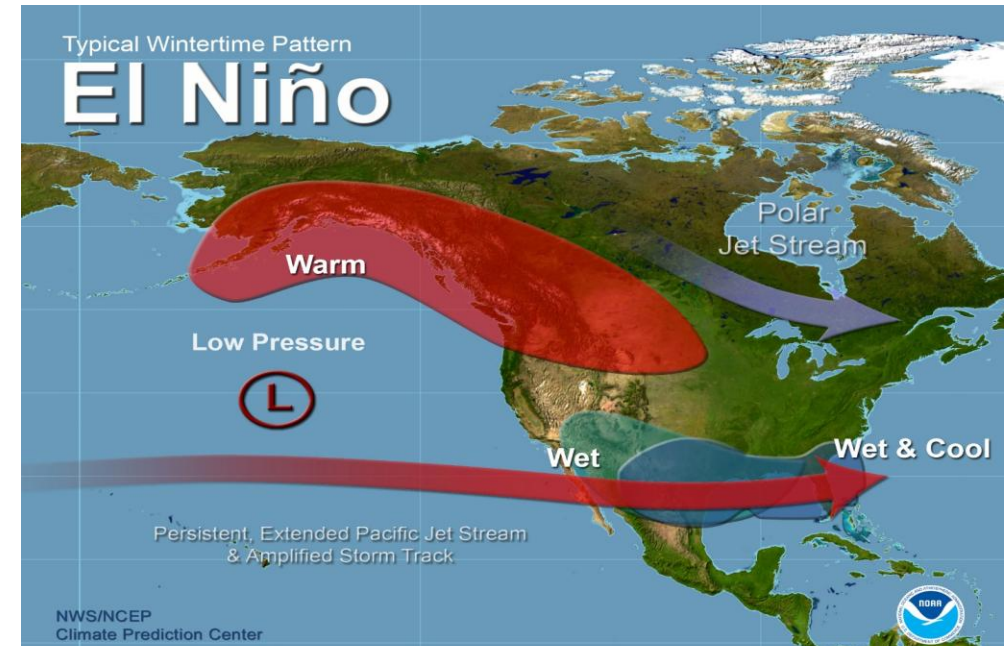 Typical Wintertime Pattern
El Niño
Polar
Jet Stream
Warm
Low Pressure
L
Wet
Wet & Cool
Persistent, Extended Pacific Jet Stream
& Amplified Storm Track
NWS/NCEP
Climate Prediction Center
NOAA